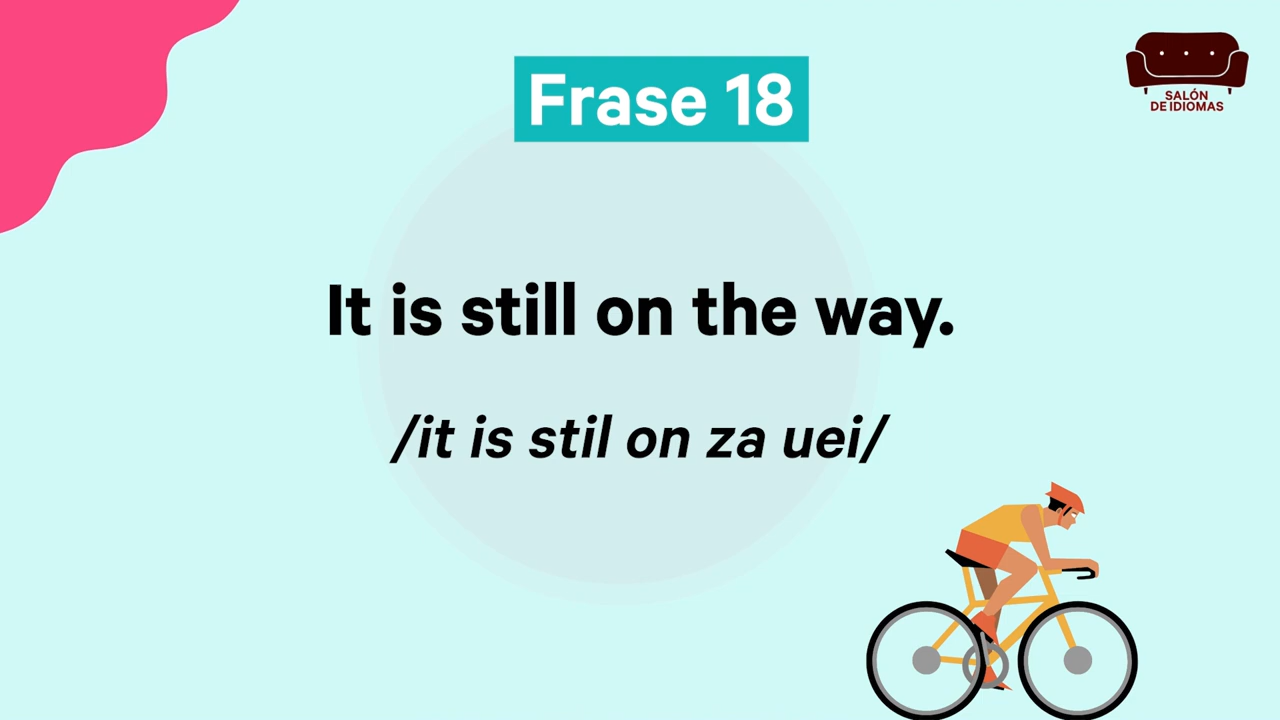 Frase 18
SALÓN
DE IDIOMAS
It is still on the way.
/it is stil on za uei/